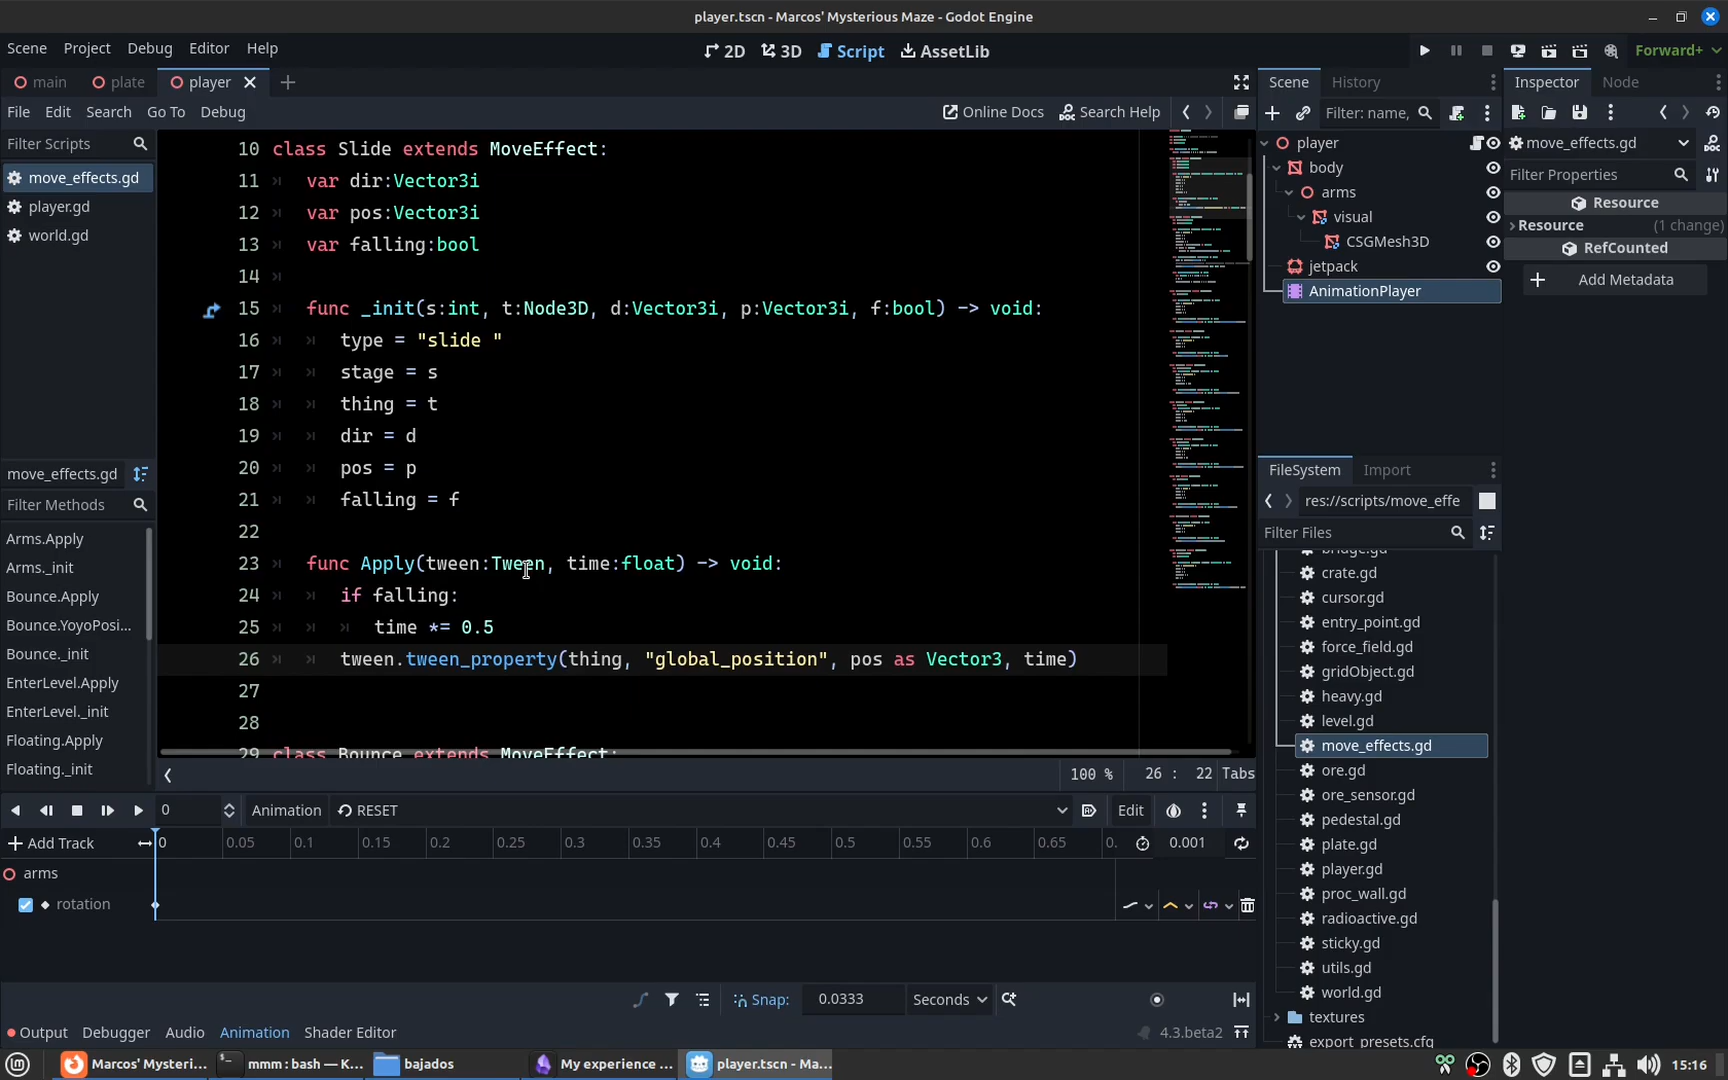 player.tscn - Marcos' Mysterious Maze - Godot Engine
Scene Project Debug Editor Help
2D 3D Script AssetLib
Forward+
main plate player
File Edit Search Go To Debug
Online Docs Search Help
Filter Scripts
move_effects.gd
player.gd
world.gd
move_effects.gd
Filter Methods
Arms.Apply
Arms._init
Bounce.Apply
Bounce.YoyoPosi...
Bounce._init
EnterLevel.Apply
EnterLevel._init
Floating.Apply
Floating._init
10 class Slide extends MoveEffect:
11 var dir:Vector3i
12 var pos:Vector3i
13 var falling:bool
14
15 func _init(s:int, t:Node3D, d:Vector3i, p:Vector3i, f:bool) -> void:
16 type = "slide "
17 stage = s
18 thing = t
19 dir = d
20 pos = p
21 falling = f
22
23 func Apply(tween:Tween, time:float) -> void:
24 if falling:
25 time *= 0.5
26 tween.tween_property(thing, "global_position", pos as Vector3, time)
27
28
29 class Bounce extends MoveEffect:
100 % 26 : 22 Tabs
0 Animation RESET Edit
Add Track 0 0.05 0.1 0.15 0.2 0.25 0.3 0.35 0.4 0.45 0.5 0.55 0.6 0.65 0. 0.001
arms
rotation
Snap: 0.0333 Seconds
Output Debugger Audio Animation Shader Editor 4.3.beta2
Scene History
Filter: name,
player
body
arms
visual
CSGMesh3D
jetpack
AnimationPlayer
FileSystem Import
res://scripts/move_effe
Filter Files
bridge.gd
crate.gd
cursor.gd
entry_point.gd
force_field.gd
gridObject.gd
heavy.gd
level.gd
move_effects.gd
ore.gd
ore_sensor.gd
pedestal.gd
plate.gd
player.gd
proc_wall.gd
radioactive.gd
sticky.gd
utils.gd
world.gd
textures
export_presets.cfg
Inspector Node
move_effects.gd
Filter Properties
Resource
Resource (1 change)
RefCounted
Add Metadata
Marcos' Mysteri... mmm : bash — K... bajados My experience ... player.tscn - Ma... 15:16